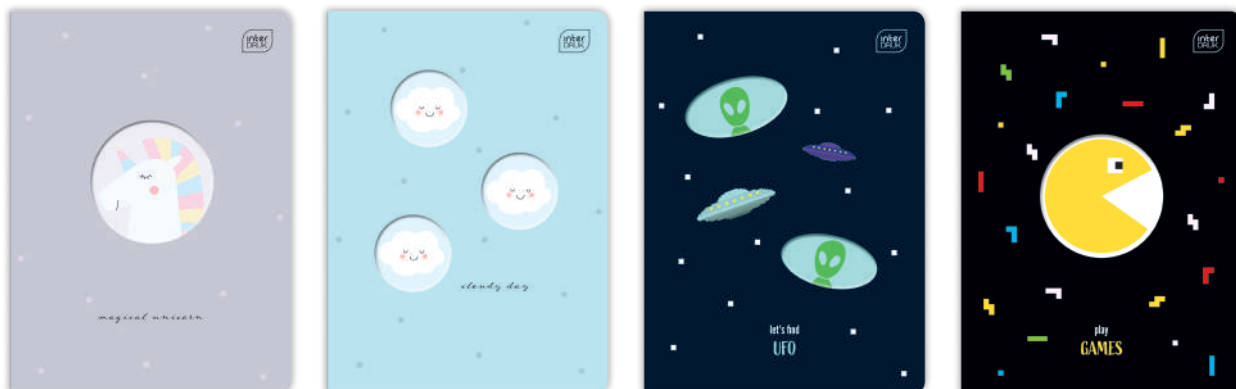 inter
DRUK
magical unicorn
inter
DRUK
cloudy day
inter
DRUK
let's find
UFO
inter
DRUK
play
GAMES